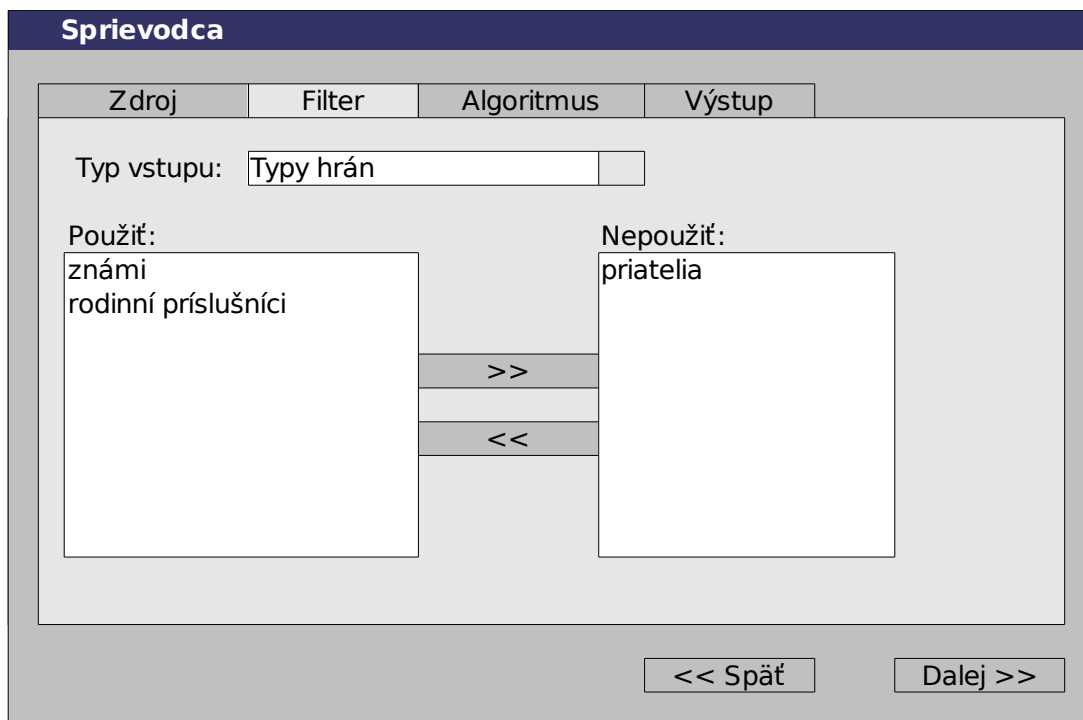 Sprievodca
Zdroj Filter Algoritmus Výstup
Typ vstupu: Typy hrán
Použiť: Nepoužiť:
známi priatelia
rodinní príslušníci
>>
<<
<< Späť Dalej >>